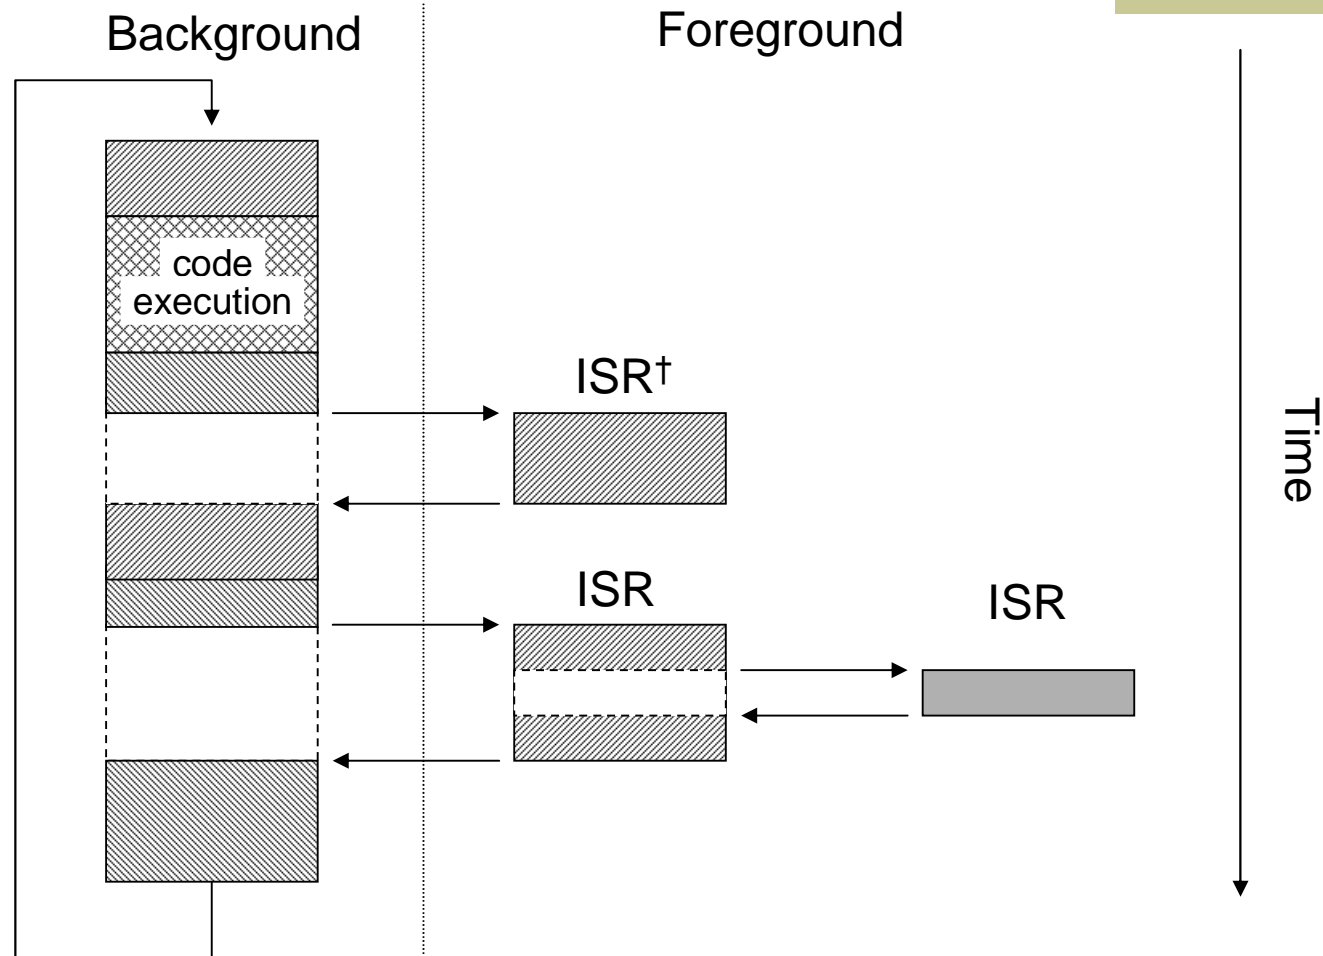 Background
Foreground
code
execution
ISR†
ISR
ISR
Time